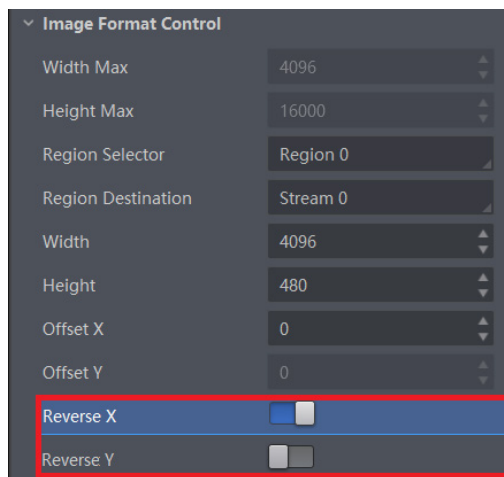 Image Format Control
Width Max 4096
Height Max 16000
Region Selector Region 0
Region Destination Stream 0
Width 4096
Height 480
Offset X 0
Offset Y 0
Reverse X
Reverse Y